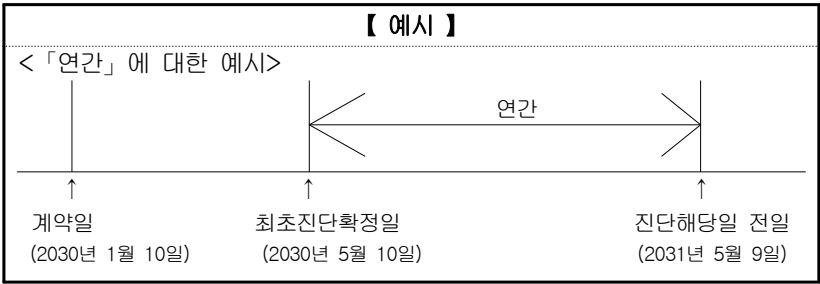 【 예시 】
<「연간」에 대한 예시>
연간
↑ ↑ ↑
계약일 최초진단확정일 진단해당일 전일
(2030년 1월 10일) (2030년 5월 10일) (2031년 5월 9일)